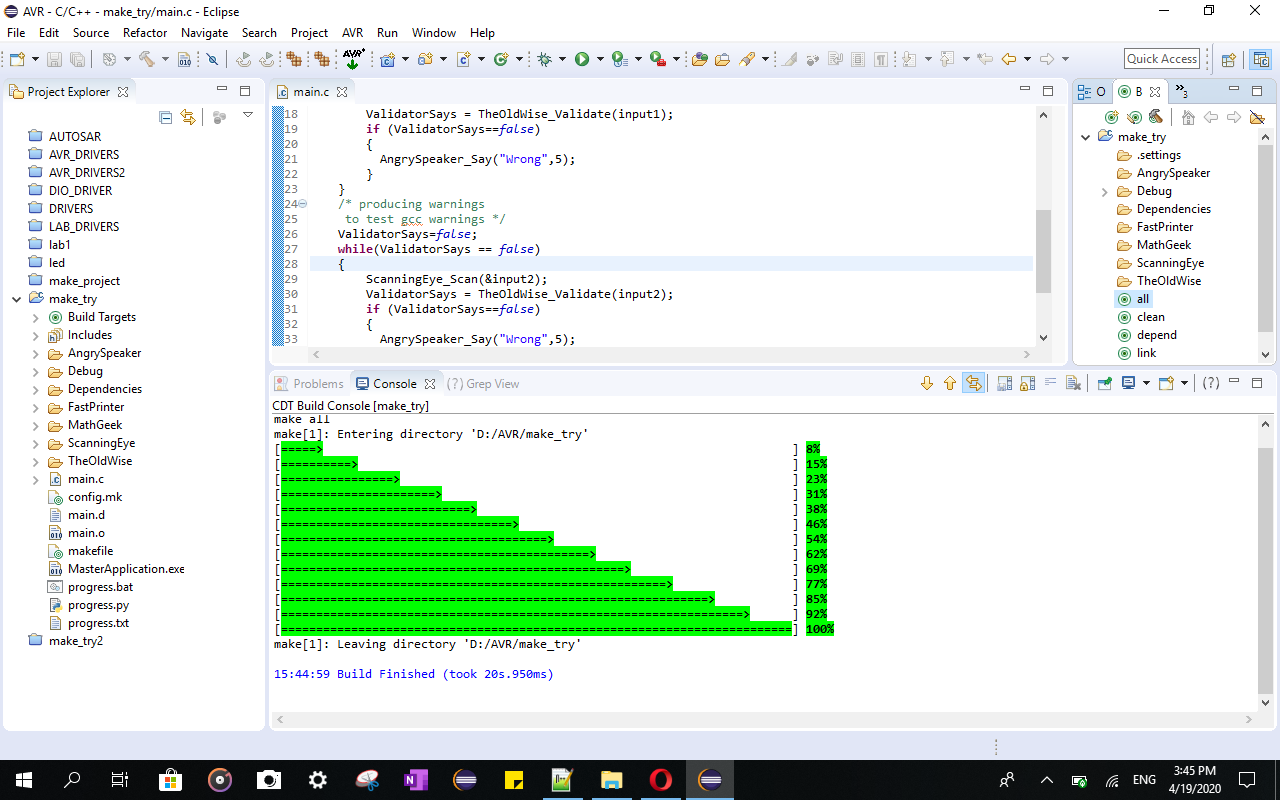 AVR - C/C++ - make_try/main.c - Eclipse
File Edit Source Refactor Navigate Search Project AVR Run Window Help
Quick Access
Project Explorer
AUTOSAR
AVR_DRIVERS
AVR_DRIVERS2
DIO_DRIVER
DRIVERS
LAB_DRIVERS
lab1
led
make_project
make_try
Build Targets
Includes
AngrySpeaker
Debug
Dependencies
FastPrinter
MathGeek
ScanningEye
TheOldWise
main.c
config.mk
main.d
main.o
makefile
MasterApplication.exe
progress.bat
progress.py
progress.txt
make_try2
main.c
18 ValidatorSays = TheOldWise_Validate(input1);
19 if (ValidatorSays==false)
20 {
21 AngrySpeaker_Say("Wrong",5);
22 }
23 }
24 /* producing warnings
25 to test gcc warnings */
26 ValidatorSays=false;
27 while(ValidatorSays == false)
28 {
29 ScanningEye_Scan(&input2);
30 ValidatorSays = TheOldWise_Validate(input2);
31 if (ValidatorSays==false)
32 {
33 AngrySpeaker_Say("Wrong",5);
O
B
3
make_try
.settings
AngrySpeaker
Debug
Dependencies
FastPrinter
MathGeek
ScanningEye
TheOldWise
all
clean
depend
link
Problems Console Grep View
CDT Build Console [make_try]
make all
make[1]: Entering directory 'D:/AVR/make_try'
[=====> ] 8%
[==========> ] 15%
[================> ] 23%
[======================> ] 31%
[===========================> ] 38%
[=================================> ] 46%
[======================================> ] 54%
[============================================> ] 62%
[=================================================> ] 69%
[=======================================================> ] 77%
[=============================================================> ] 85%
[==================================================================> ] 92%
[=========================================================================] 100%
make[1]: Leaving directory 'D:/AVR/make_try'
15:44:59 Build Finished (took 20s.950ms)
ENG
3:45 PM
4/19/2020